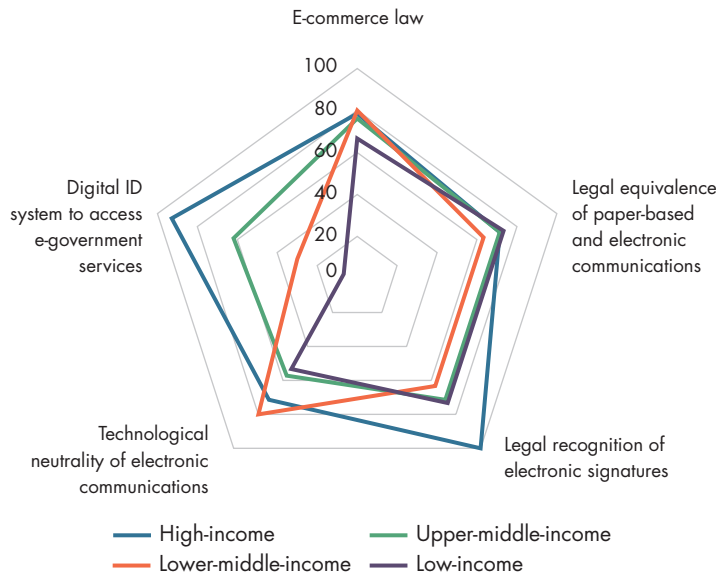 E-commerce law
100
80
60
40
20
0
Digital ID
system to access
e-government
services
Legal equivalence
of paper-based
and electronic
communications
Technological
neutrality of electronic
communications
Legal recognition of
electronic signatures
High-income
Upper-middle-income
Lower-middle-income
Low-income